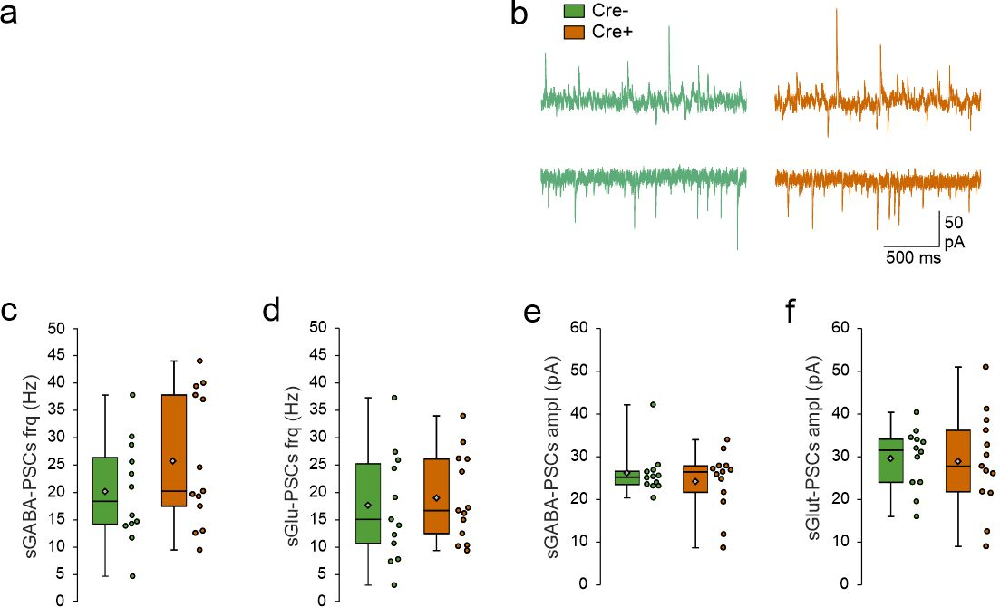 a
b
Cre-
Cre+
50
pA
500 ms
c
sGABA-PSCs frq (Hz)
50
45
40
35
30
25
20
15
10
5
0
d
sGlu-PSCs frq (Hz)
50
45
40
35
30
25
20
15
10
5
0
e
sGABA-PSCs ampl (pA)
60
50
40
30
20
10
0
f
sGlut-PSCs ampl (pA)
60
50
40
30
20
10
0